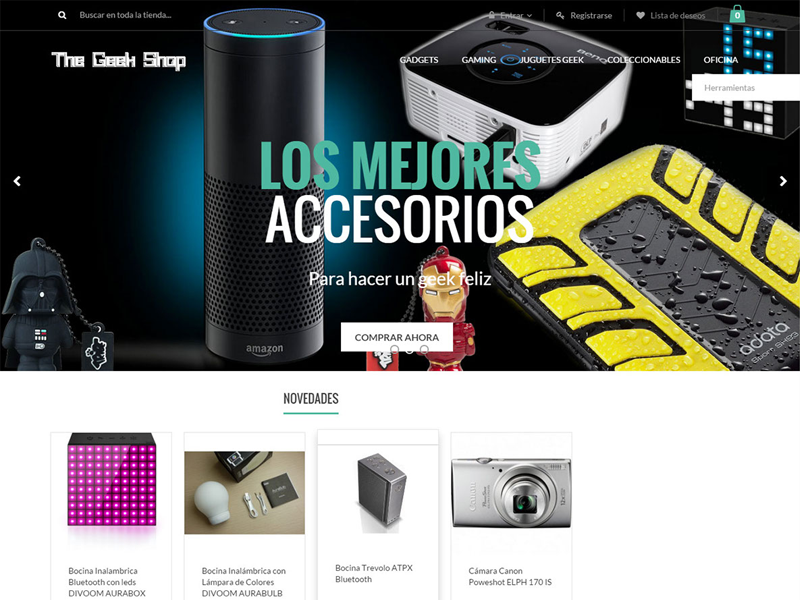 Buscar en toda la tienda...
Entrar
Registrarse
Lista de deseos
0
The Geek Shop
GADGETS
GAMING
JUGUETES GEEK
COLECCIONABLES
OFICINA
Herramientas
BenQ
LOS MEJORES
ACCESORIOS
Para hacer un geek feliz
COMPRAR AHORA
amazon
adata
NOVEDADES
Bocina Inalambrica
Bluetooth con leds
DIVOOM AURABOX
Bocina Inalámbrica con
Lámpara de Colores
DIVOOM AURABULB
Bocina Trevolo ATPX
Bluetooth
Cámara Canon
Poweshot ELPH 170 IS